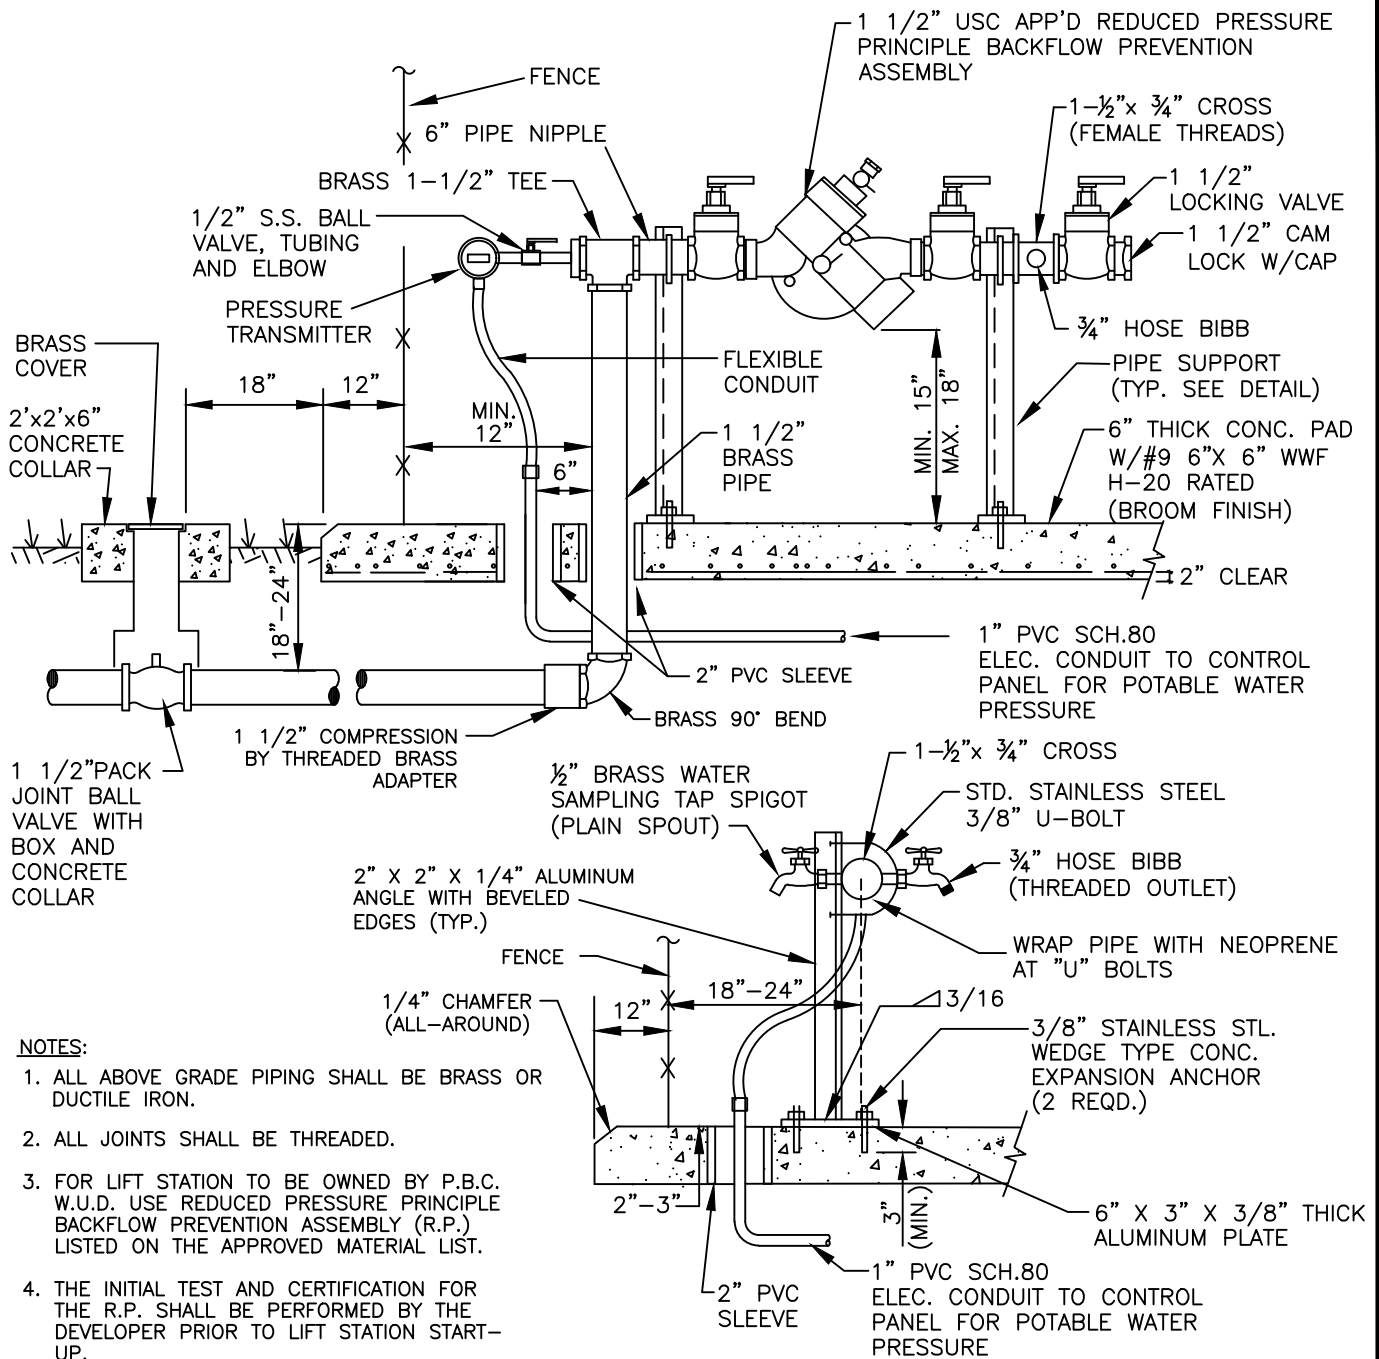 1 1/2" USC APP'D REDUCED PRESSURE
PRINCIPLE BACKFLOW PREVENTION
ASSEMBLY
FENCE
1-½"x ¾" CROSS
(FEMALE THREADS)
6" PIPE NIPPLE
BRASS 1-1/2" TEE
1 1/2"
LOCKING VALVE
1/2" S.S. BALL
VALVE, TUBING
AND ELBOW
1 1/2" CAM
LOCK W/CAP
PRESSURE
TRANSMITTER
¾" HOSE BIBB
BRASS
COVER
FLEXIBLE
CONDUIT
PIPE SUPPORT
(TYP. SEE DETAIL)
18"
12"
MIN.
12"
MIN. 15"
MAX. 18"
2'x2'x6"
CONCRETE
COLLAR
1 1/2"
BRASS
PIPE
6"
6" THICK CONC. PAD
W/#9 6"X 6" WWF
H-20 RATED
(BROOM FINISH)
2" CLEAR
18"-24"
1" PVC SCH.80
ELEC. CONDUIT TO CONTROL
PANEL FOR POTABLE WATER
PRESSURE
2" PVC SLEEVE
BRASS 90° BEND
1 1/2" COMPRESSION
BY THREADED BRASS
ADAPTER
1 1/2"PACK
JOINT BALL
VALVE WITH
BOX AND
CONCRETE
COLLAR
1-½"x ¾" CROSS
½" BRASS WATER
SAMPLING TAP SPIGOT
(PLAIN SPOUT)
STD. STAINLESS STEEL
3/8" U-BOLT
¾" HOSE BIBB
(THREADED OUTLET)
2" X 2" X 1/4" ALUMINUM
ANGLE WITH BEVELED
EDGES (TYP.)
WRAP PIPE WITH NEOPRENE
AT "U" BOLTS
FENCE
18"-24"
3/16
1/4" CHAMFER
(ALL-AROUND)
12"
3/8" STAINLESS STL.
WEDGE TYPE CONC.
EXPANSION ANCHOR
(2 REQD.)
2"-3"
3"
(MIN.)
6" X 3" X 3/8" THICK
ALUMINUM PLATE
2" PVC
SLEEVE
1" PVC SCH.80
ELEC. CONDUIT TO CONTROL
PANEL FOR POTABLE WATER
PRESSURE
NOTES:
1. ALL ABOVE GRADE PIPING SHALL BE BRASS OR
DUCTILE IRON.
2. ALL JOINTS SHALL BE THREADED.
3. FOR LIFT STATION TO BE OWNED BY P.B.C.
W.U.D. USE REDUCED PRESSURE PRINCIPLE
BACKFLOW PREVENTION ASSEMBLY (R.P.)
LISTED ON THE APPROVED MATERIAL LIST.
4. THE INITIAL TEST AND CERTIFICATION FOR
THE R.P. SHALL BE PERFORMED BY THE
DEVELOPER PRIOR TO LIFT STATION START-
UP.